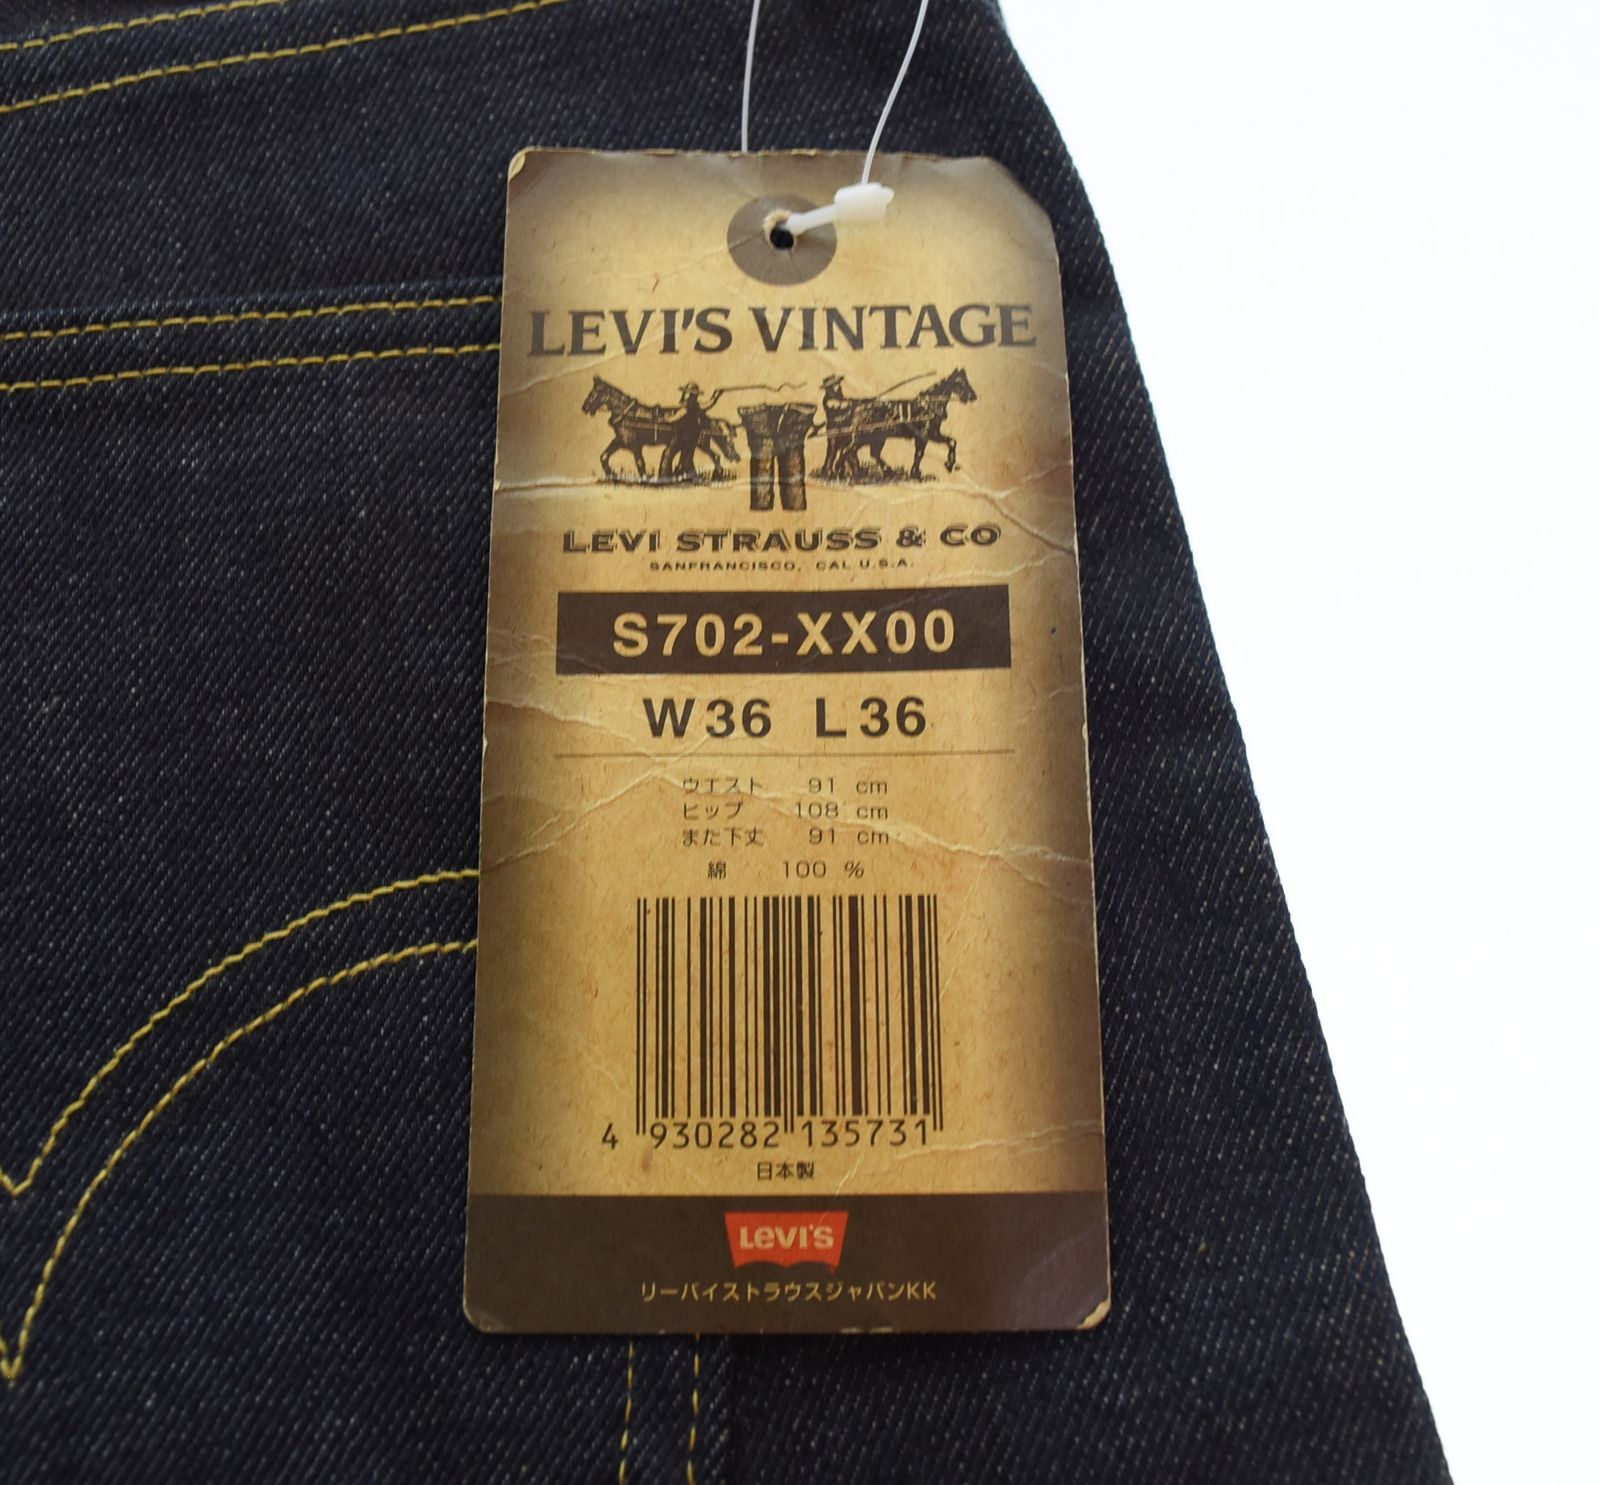 LEVI'S VINTAGE
LEVI STRAUSS & CO
SANFRANCISCO, CAL U.S.A.
S702-XX00
W36 L36
ウエスト 91 cm
ヒップ 108 cm
また下丈 91 cm
綿 100 %
4 930282 135731
日本製
Levi's
リーバイストラウスジャパンKK